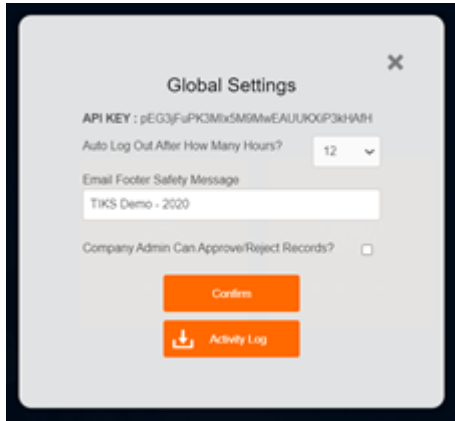 Global Settings
API KEY :
Auto Log Out After How Many Hours?
12
Email Footer Safety Message
TIKS Demo - 2020
Company Admin Can Approve/Reject Records?
Confirm
Activity Log